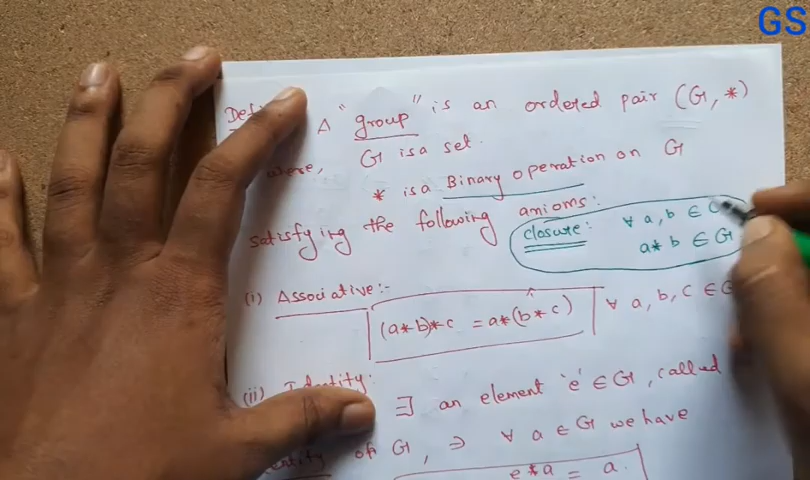 GS
A "group" is an ordered pair (G, *)
where, G is a set.
* is a Binary operation on G
satisfying the following axioms:
closure: ∀ a, b ∈ G
a * b ∈ G
(i) Associative:-
(a*b)*c = a*(b*c) ∀ a, b, c ∈ G
(ii) Identity:
∃ an element 'e' ∈ G, called
of G, ⇒ ∀ a ∈ G we have
e*a = a.